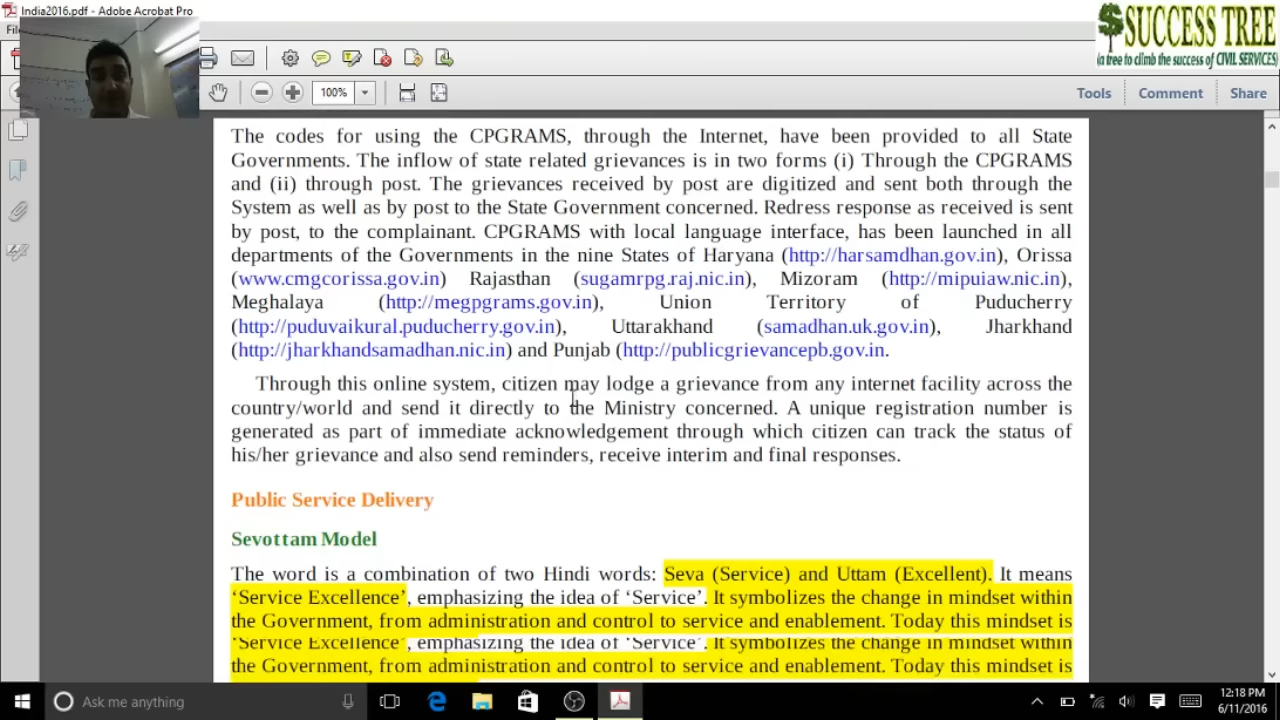 India2016.pdf - Adobe Acrobat Pro
SUCCESS TREE
(a tree to climb the success of CIVIL SERVICES)
100%
Tools
Comment
Share
The codes for using the CPGRAMS, through the Internet, have been provided to all State
Governments. The inflow of state related grievances is in two forms (i) Through the CPGRAMS
and (ii) through post. The grievances received by post are digitized and sent both through the
System as well as by post to the State Government concerned. Redress response as received is sent
by post, to the complainant. CPGRAMS with local language interface, has been launched in all
departments of the Governments in the nine States of Haryana (http://harsamdhan.gov.in), Orissa
(www.cmgcorissa.gov.in) Rajasthan (sugamrpg.raj.nic.in), Mizoram (http://mipuiaw.nic.in),
Meghalaya (http://megpgrams.gov.in), Union Territory of Puducherry
(http://puduvaikural.puducherry.gov.in), Uttarakhand (samadhan.uk.gov.in), Jharkhand
(http://jharkhandsamadhan.nic.in) and Punjab (http://publicgrievancepb.gov.in.
Through this online system, citizen may lodge a grievance from any internet facility across the
country/world and send it directly to the Ministry concerned. A unique registration number is
generated as part of immediate acknowledgement through which citizen can track the status of
his/her grievance and also send reminders, receive interim and final responses.
Public Service Delivery
Sevottam Model
The word is a combination of two Hindi words: Seva (Service) and Uttam (Excellent). It means
‘Service Excellence’, emphasizing the idea of ‘Service’. It symbolizes the change in mindset within
the Government, from administration and control to service and enablement. Today this mindset is
‘Service Excellence’, emphasizing the idea of ‘Service’. It symbolizes the change in mindset within
the Government, from administration and control to service and enablement. Today this mindset is
Ask me anything
12:18 PM
6/11/2016